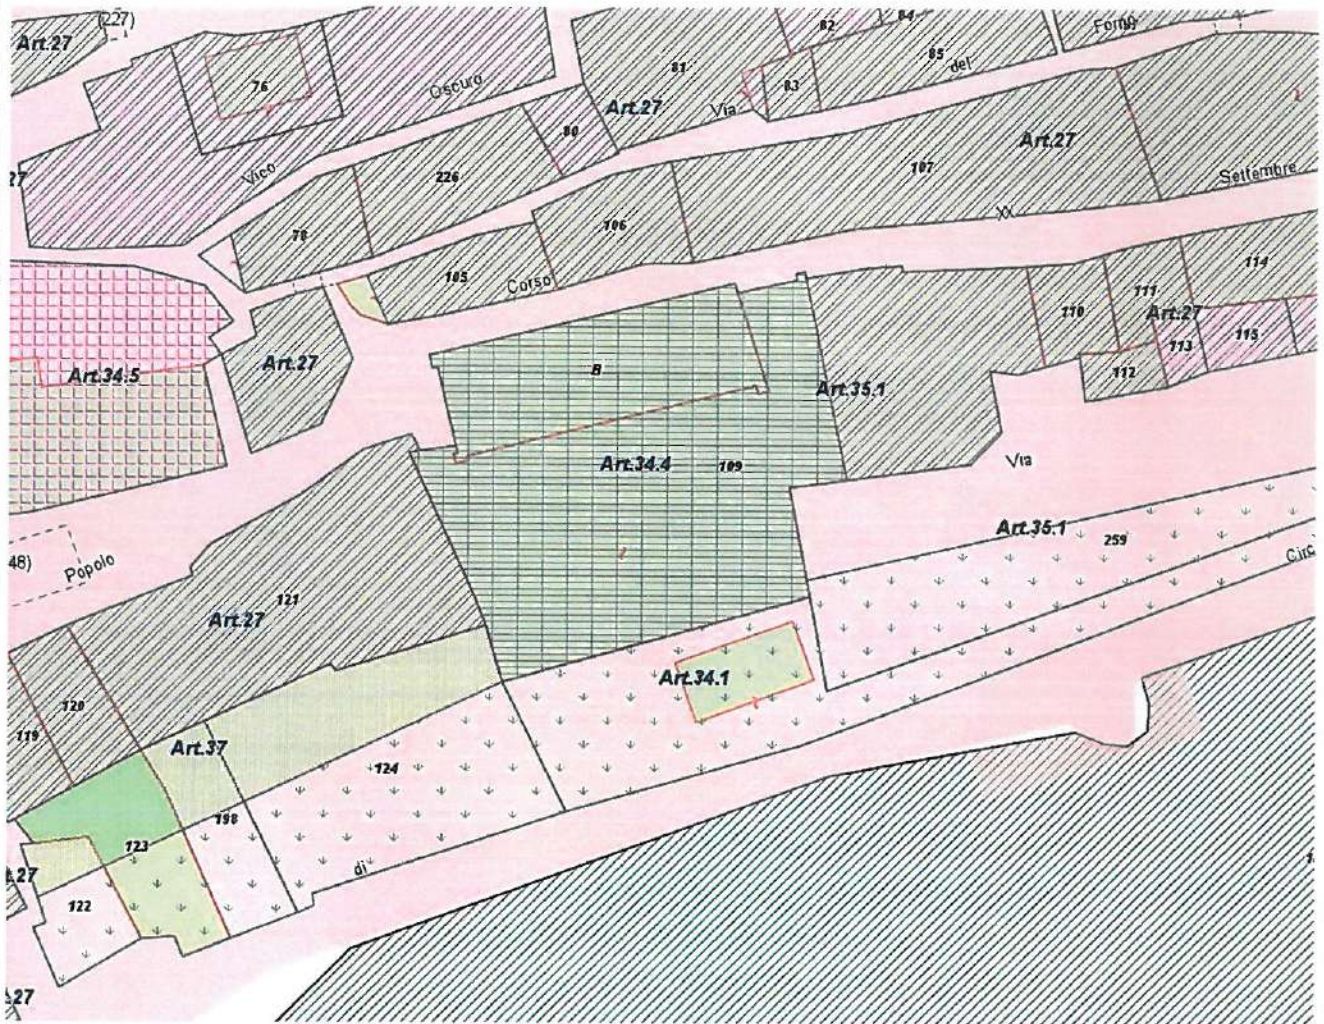 (227)
Art.27
76
Oscuro
81
82
84
Forno
85
del
83
Via
Art.27
80
Art.27
107
Settembre
XX
27
Vico
226
78
106
105
Corso
114
111
Art.27
110
113
115
112
Art.27
Art.34.5
B
Art.35.1
Art.34.4
109
Via
Art.35.1
259
Circ
48)
Popolo
121
Art.27
Art.34.1
120
119
Art.37
124
198
123
di
27
122
27